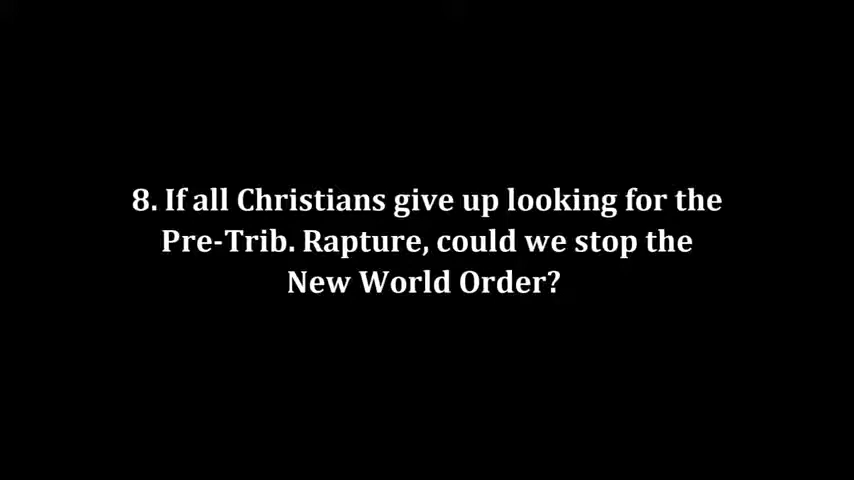 8. If all Christians give up looking for the
Pre-Trib. Rapture, could we stop the
New World Order?